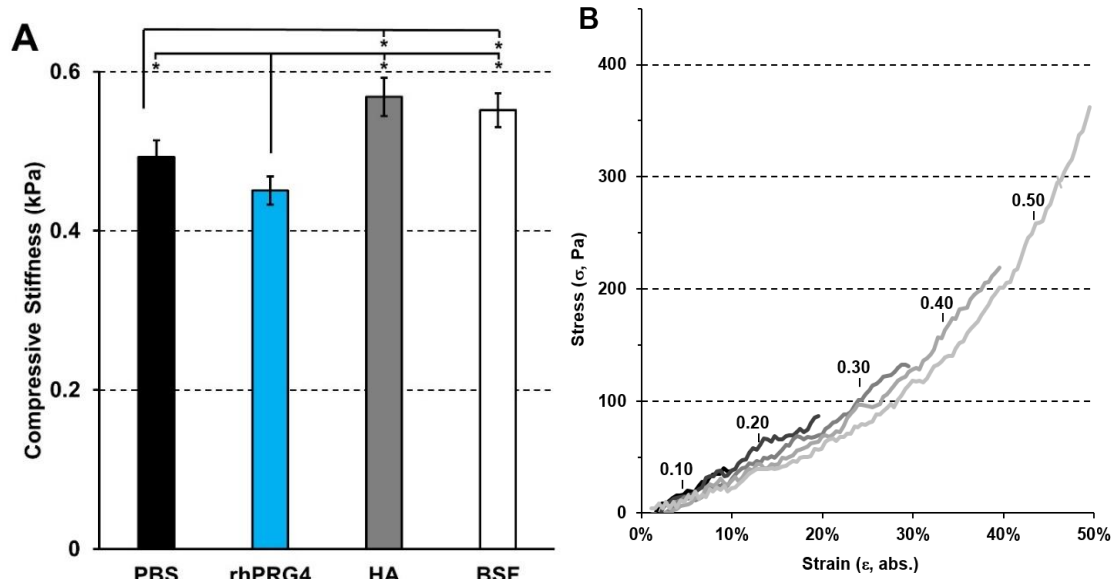 A
*
*
*
*
*
0.6
0.4
0.2
0
Compressive Stiffness (kPa)
PBS
rhPRG4
HA
BSF
B
400
300
200
100
0
Stress (σ, Pa)
0.10
0.20
0.30
0.40
0.50
0%
10%
20%
30%
40%
50%
Strain (ε, abs.)